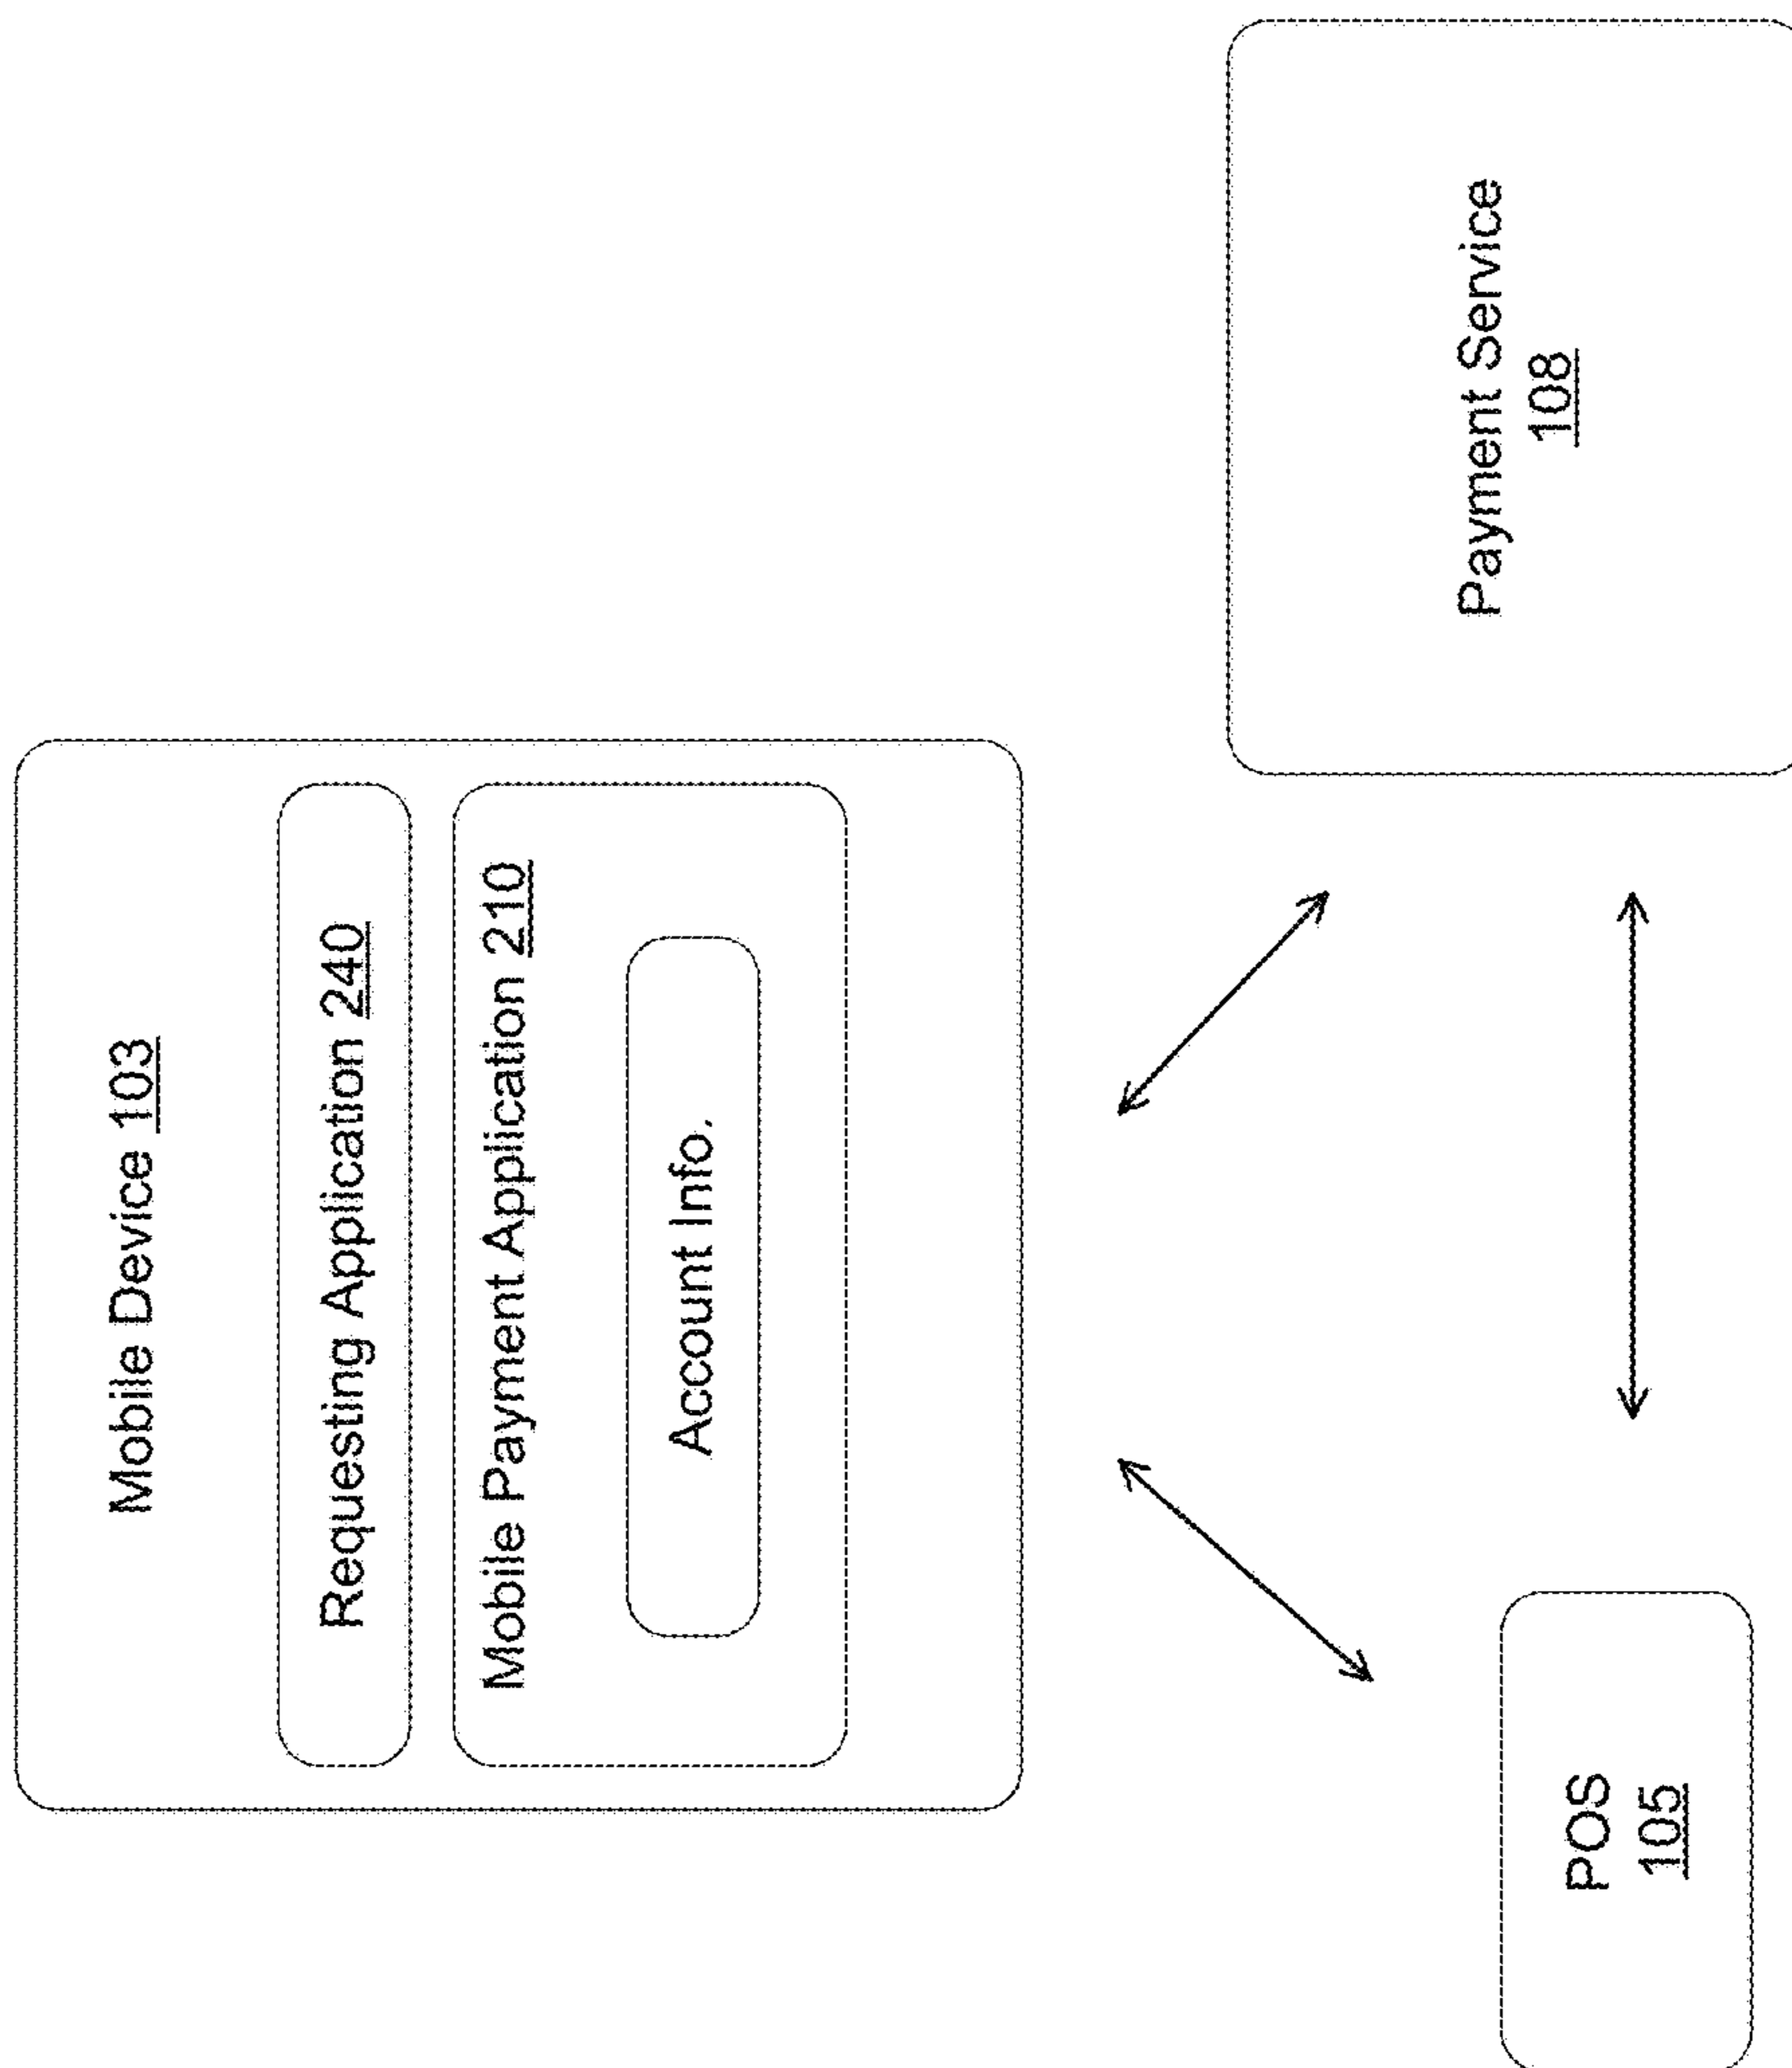 Mobile Device 103
Requesting Application 240
Mobile Payment Application 210
Account Info.
POS
105
Payment Service
108